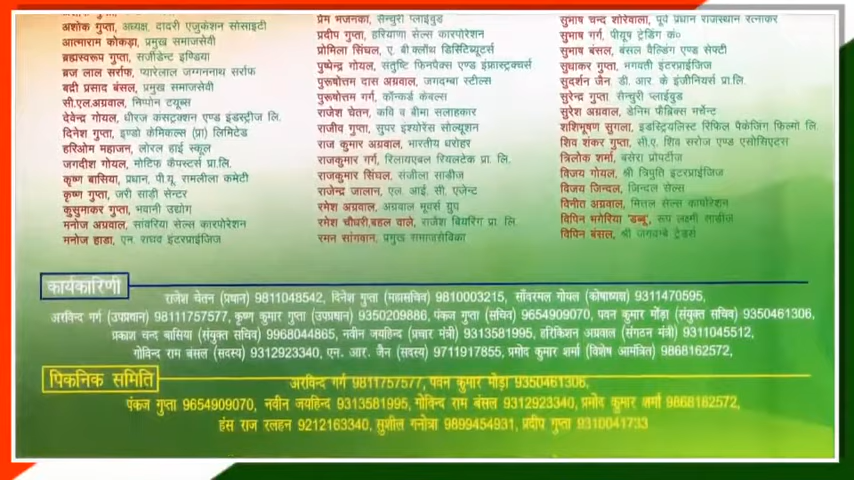 अशोक गुप्ता, अध्यक्ष, दादरी एजुकेशन सोसाइटी
आत्माराम कोकड़ा, प्रमुख समाजसेवी
ब्रह्मस्वरूप गुप्ता, सर्जीडेन्ट इण्डिया
ब्रज लाल सर्राफ, प्यारेलाल जगननाथ सर्राफ
बद्री प्रसाद बंसल, प्रमुख समाजसेवी
सी.एल.अग्रवाल, निप्पोन टयूब्स
देवेन्द्र गोयल, धीरज कंसट्रक्शन एण्ड इंडस्ट्रीज लि.
दिनेश गुप्ता, इण्डो केमिकल्स (प्रा) लिमिटेड
हरिओम महाजन, लोरल हाई स्कूल
जगदीश गोयल, मोटिफ कैपस्टर्स प्रा.लि.
कृष्ण बासिया, प्रधान, पी.यू. रामलीला कमेटी
कृष्ण गुप्ता, जरी साड़ी सेन्टर
कुसुमाकर गुप्ता, भवानी उद्योग
मनोज अग्रवाल, सांवरिया सेल्स कारपोरेशन
मनोज हाडा, एन. राघव इंटरप्राईजिज
प्रेम भजनका, सैन्चुरी प्लाईवुड
प्रदीप गुप्ता, हरियाणा सेल्स कारपोरेशन
प्रोमिला सिंघल, ए. बी क्लॉथ डिस्टिब्यूटर्स
पुष्पेन्द्र गोयल, संतुष्टि फिनपैक्स एण्ड इंफ्रास्ट्रक्चर्स
पुरूषोत्तम दास अग्रवाल, जगदम्बा स्टील्स
पुरूषोत्तम गर्ग, कॉन्कर्ड केबल्स
राजेश चेतन, कवि व बीमा सलाहकार
राजीव गुप्ता, सुपर इंश्योरेंस सोल्यूशन
राज कुमार अग्रवाल, भारतीय धरोहर
राजकुमार गर्ग, रिलायएबल रियलटेक प्रा. लि.
राजकुमार सिंघल, संजीला साड़ीज
राजेन्द्र जालान, एल. आई. सी. एजेन्ट
रमेश अग्रवाल, अग्रवाल मूवर्स ग्रुप
रमेश चौधरी,बहल वाले, राजेश बियरिंग प्रा. लि.
रमन सांगवान, प्रमुख समाजसेविका
सुभाष चन्द शोरेवाला, पूर्व प्रधान राजस्थान रत्नाकर
सुभाष गर्ग, पीयूष ट्रेडिंग कं०
सुभाष बंसल, बंसल वैल्डिंग एण्ड सेफ्टी
सुधाकर गुप्ता, भगवती इंटरप्राईजिज
सुदर्शन जैन, डी. आर. के इंजीनियर्स प्रा.लि.
सुरेन्द्र गुप्ता, सैन्चुरी प्लाईवुड
सुरेश अग्रवाल, डेनिम फैब्रिक्स मर्चेन्ट
शशिभूषण सुगला, इडस्ट्रियलिस्ट रिफिल पैकेजिंग फिल्मो लि.
शिव शंकर गुप्ता, सी.ए. शिव सरोज एण्ड एसोसिएट्स
त्रिलोक शर्मा, बसेरा प्रोपर्टीज
विजय गोयल, श्री त्रिपुति इंटरप्राईजिज
विजय जिन्दल, जिन्दल सेल्स
विनीत अग्रवाल, मित्तल सेल्स कार्पोरेशन
विपिन मगेरिया 'डब्बू', रूप लक्ष्मी साड़ीज
विपिन बंसल, श्री जगदम्बे ट्रेडर्स
कार्यकारिणी
राजेश चेतन (प्रधान) 9811048542, दिनेश गुप्ता (महासचिव) 9810003215, साँवरमल गोयल (कोषाध्यक्ष) 9311470595,
अरविन्द गर्ग (उपप्रधान) 98111757577, कृष्ण कुमार गुप्ता (उपप्रधान) 9350209886, पंकज गुप्ता (सचिव) 9654909070, पवन कुमार मोड़ा (संयुक्त सचिव) 9350461306,
प्रकाश चन्द बासिया (संयुक्त सचिव) 9968044865, नवीन जयहिन्द (प्रचार मंत्री) 9313581995, हरिकिशन अग्रवाल (संगठन मंत्री) 9311045512,
गोविन्द राम बंसल (सदस्य) 9312923340, एन. आर. जैन (सदस्य) 9711917855, प्रमोद कुमार शर्मा (विशेष आमंत्रित) 9868162572,
पिकनिक समिति
अरविन्द गर्ग 9811757577, पवन कुमार मोड़ा 9350461306,
पंकज गुप्ता 9654909070, नवीन जयहिन्द 9313581995, गोविन्द राम बंसल 9312923340, प्रमोद कुमार शर्मा 9868162572,
हंस राज रलहन 9212163340, सुशील गनोत्रा 9899454931, प्रदीप गुप्ता 9310041733